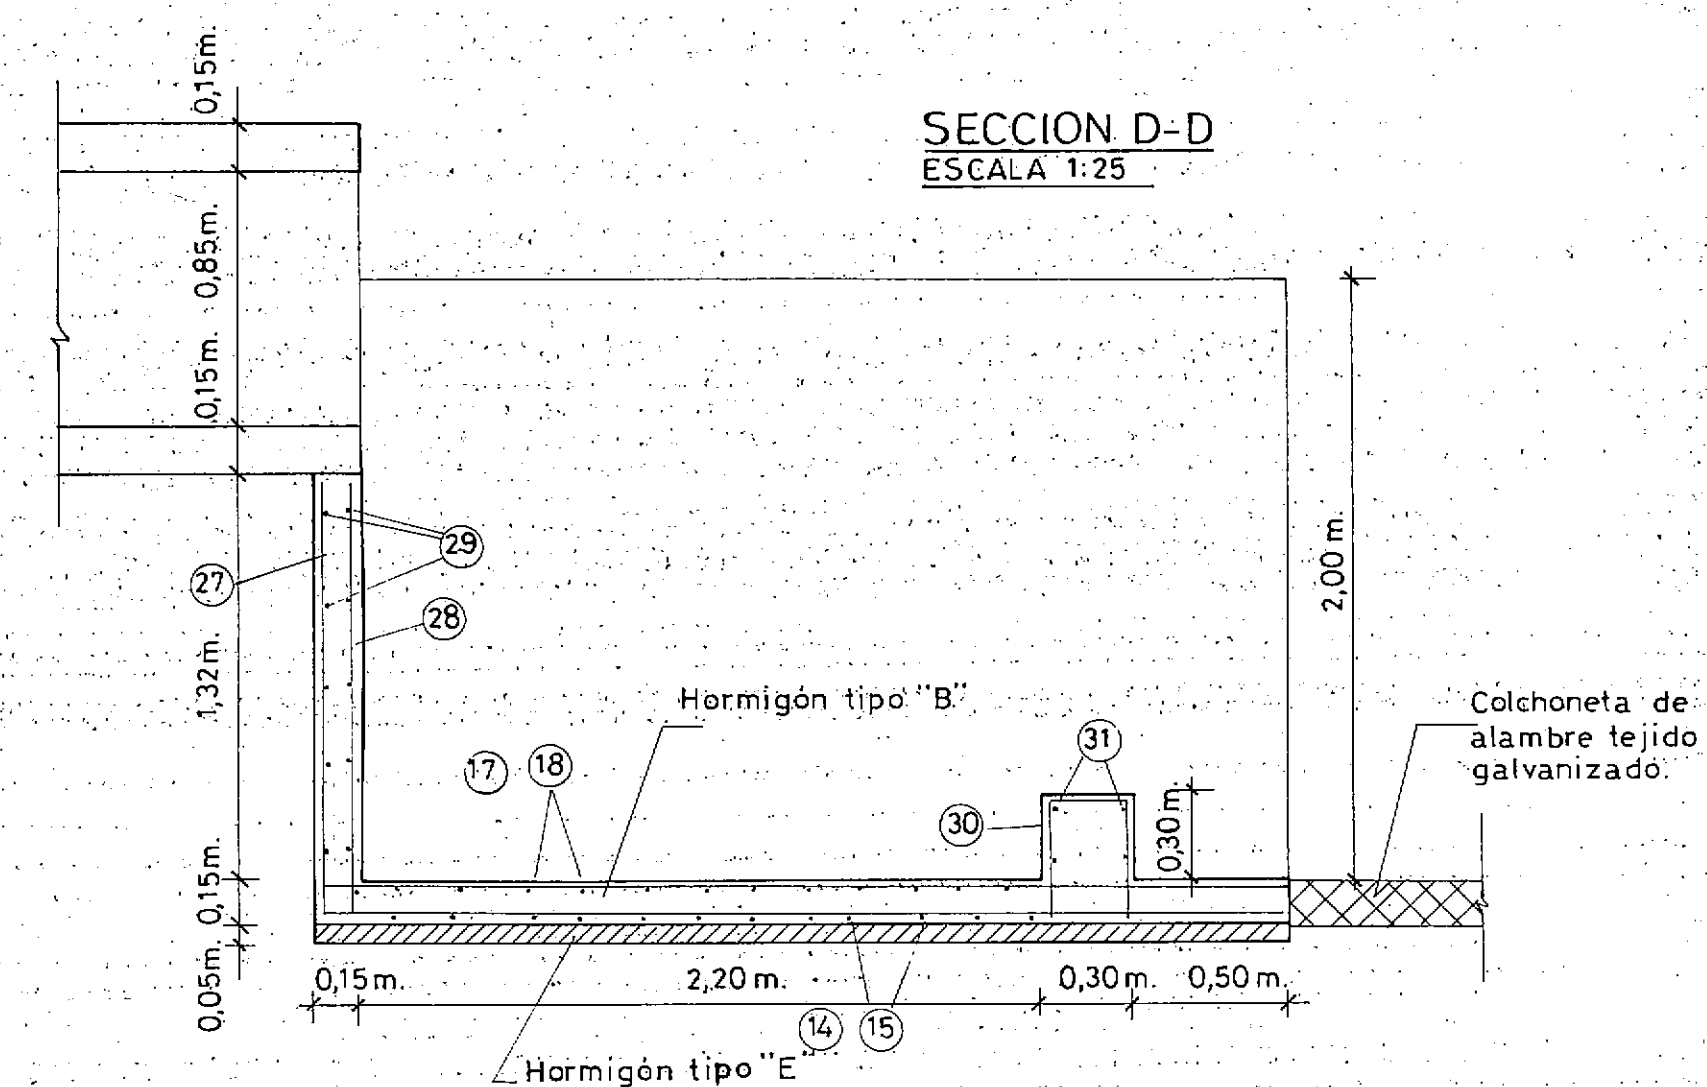 SECCION D-D
ESCALA 1:25
0,15m.
0,85m.
0,15m.
1,32m.
0,15m.
0,05m.
27
29
28
17
18
Hormigón tipo "B"
30
31
0,30m.
2,00 m.
Colchoneta de
alambre tejido
galvanizado.
0,15m.
2,20 m.
0,30m.
0,50m.
14
15
Hormigón tipo "E"